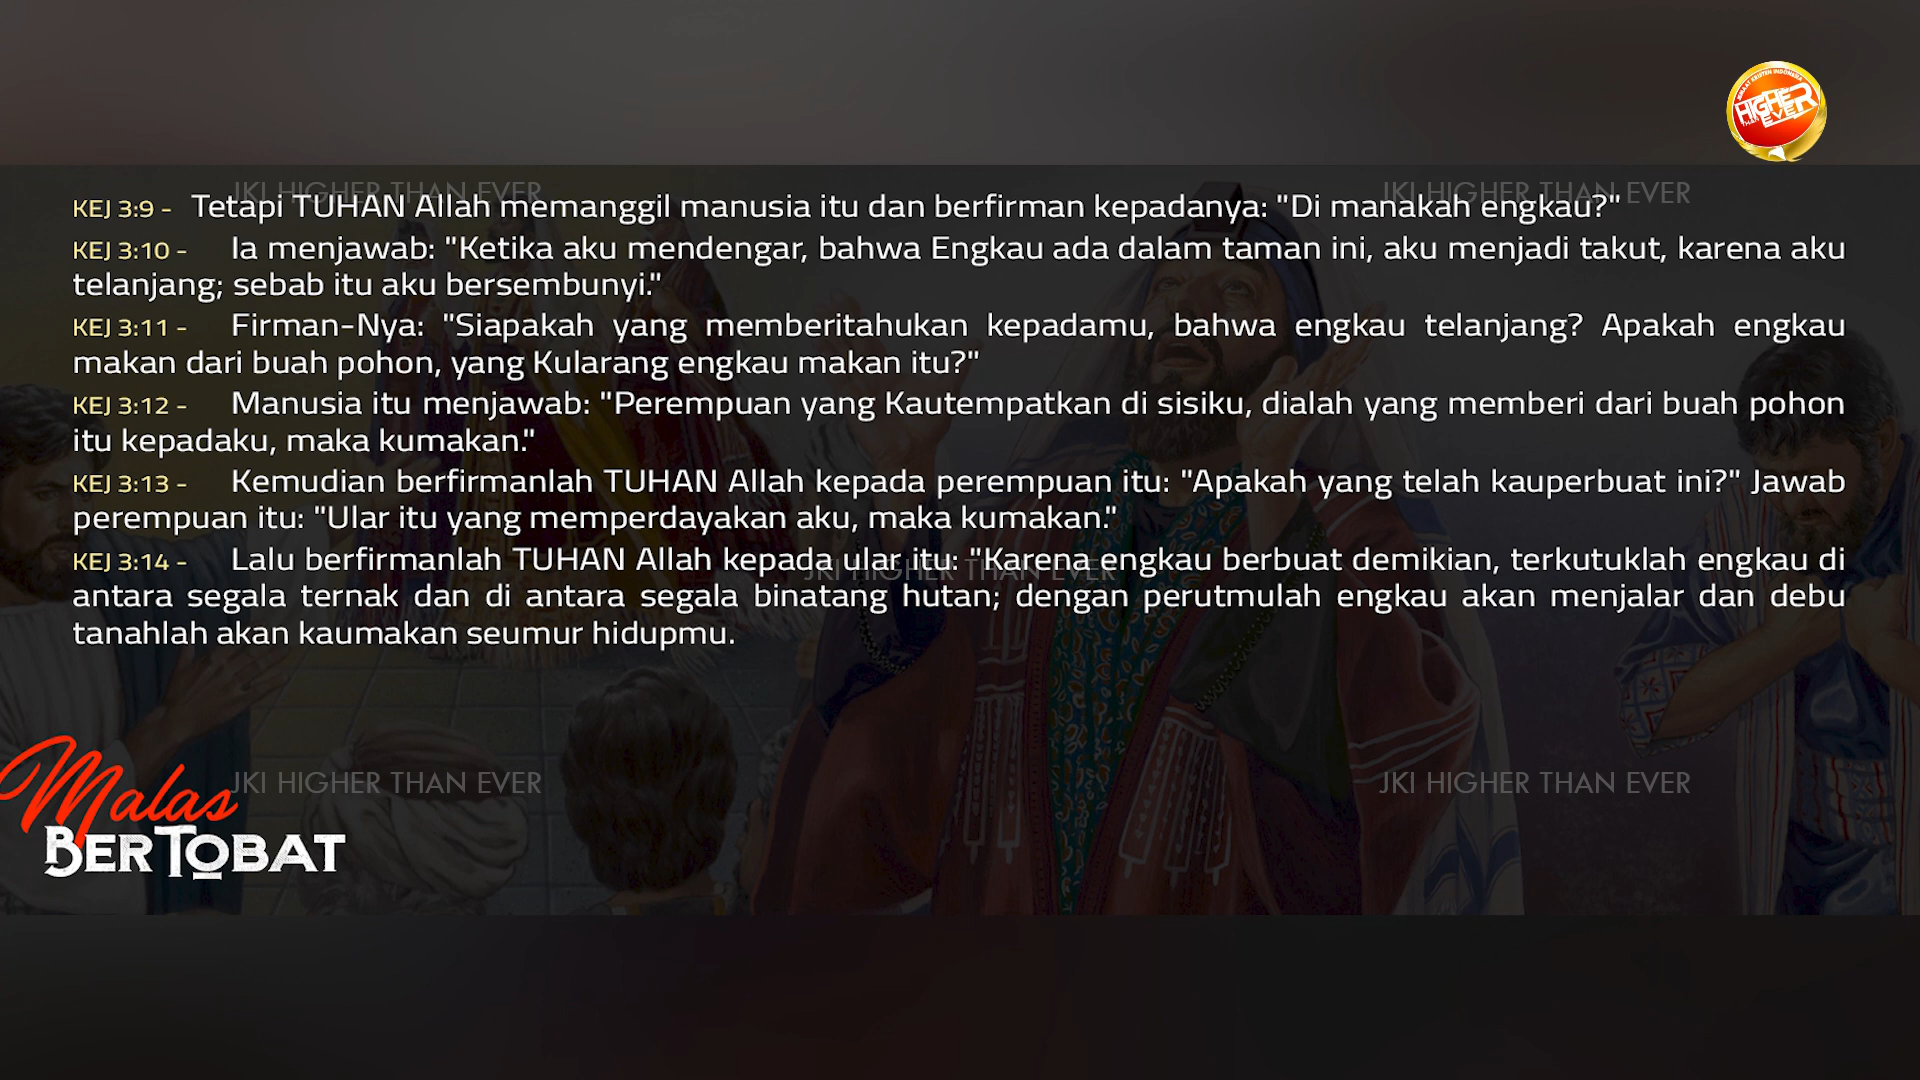 JEMAAT KRISTEN INDONESIA
HIGHER
THAN EVER
JKI HIGHER THAN EVER
JKI HIGHER THAN EVER
KEJ 3:9 - Tetapi TUHAN Allah memanggil manusia itu dan berfirman kepadanya: "Di manakah engkau?"
KEJ 3:10 - Ia menjawab: "Ketika aku mendengar, bahwa Engkau ada dalam taman ini, aku menjadi takut, karena aku
telanjang; sebab itu aku bersembunyi."
KEJ 3:11 - Firman-Nya: "Siapakah yang memberitahukan kepadamu, bahwa engkau telanjang? Apakah engkau
makan dari buah pohon, yang Kularang engkau makan itu?"
KEJ 3:12 - Manusia itu menjawab: "Perempuan yang Kautempatkan di sisiku, dialah yang memberi dari buah pohon
itu kepadaku, maka kumakan."
KEJ 3:13 - Kemudian berfirmanlah TUHAN Allah kepada perempuan itu: "Apakah yang telah kauperbuat ini?" Jawab
perempuan itu: "Ular itu yang memperdayakan aku, maka kumakan."
KEJ 3:14 - Lalu berfirmanlah TUHAN Allah kepada ular itu: "Karena engkau berbuat demikian, terkutuklah engkau di
JKI HIGHER THAN EVER
antara segala ternak dan di antara segala binatang hutan; dengan perutmulah engkau akan menjalar dan debu
tanahlah akan kaumakan seumur hidupmu.
JKI HIGHER THAN EVER
JKI HIGHER THAN EVER
Malas
BERTOBAT